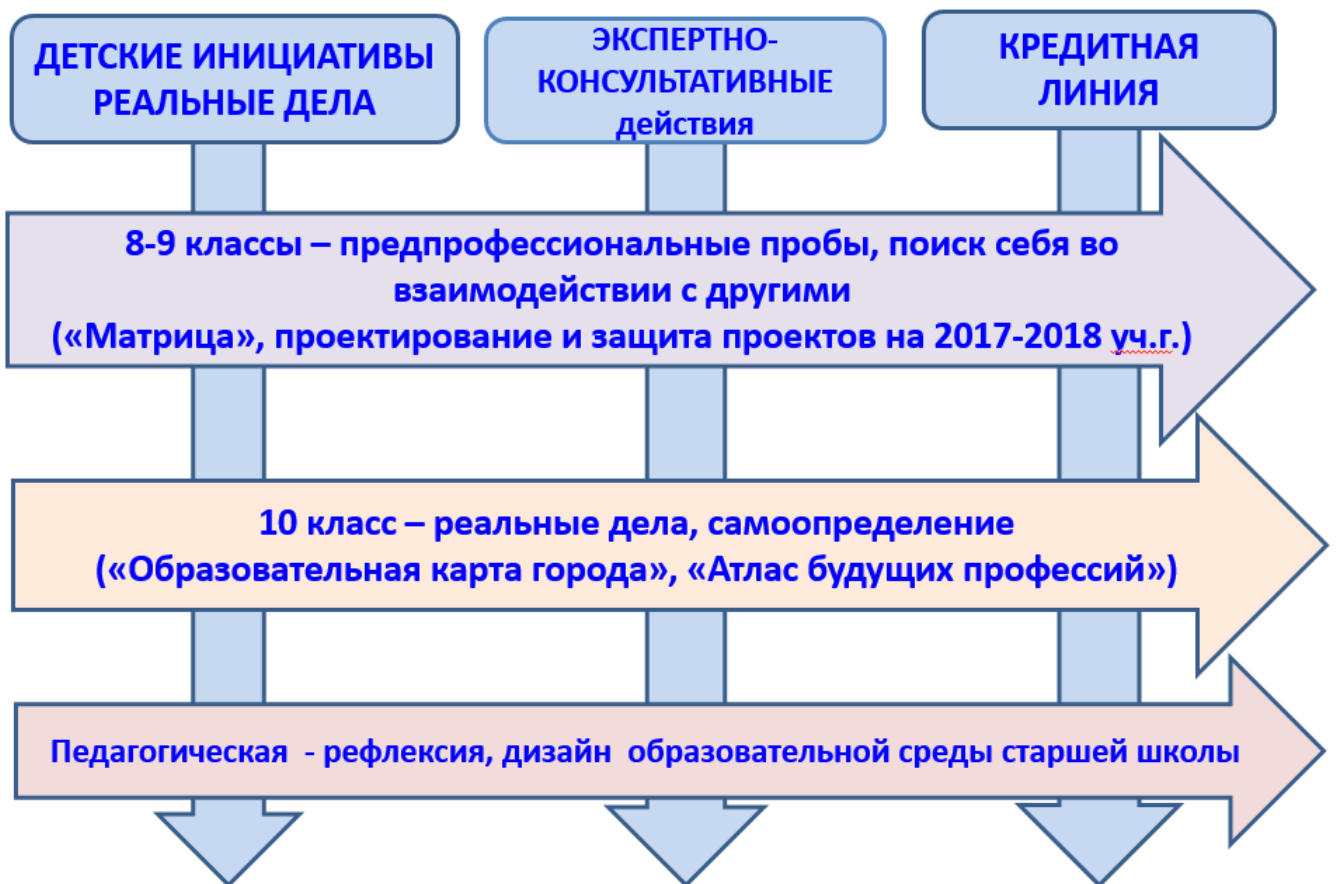 ДЕТСКИЕ ИНИЦИАТИВЫ
РЕАЛЬНЫЕ ДЕЛА
ЭКСПЕРТНО-
КОНСУЛЬТАТИВНЫЕ
действия
КРЕДИТНАЯ
ЛИНИЯ
8-9 классы – предпрофессиональные пробы, поиск себя во
взаимодействии с другими
(«Матрица», проектирование и защита проектов на 2017-2018 уч.г.)
10 класс – реальные дела, самоопределение
(«Образовательная карта города», «Атлас будущих профессий»)
Педагогическая - рефлексия, дизайн образовательной среды старшей школы